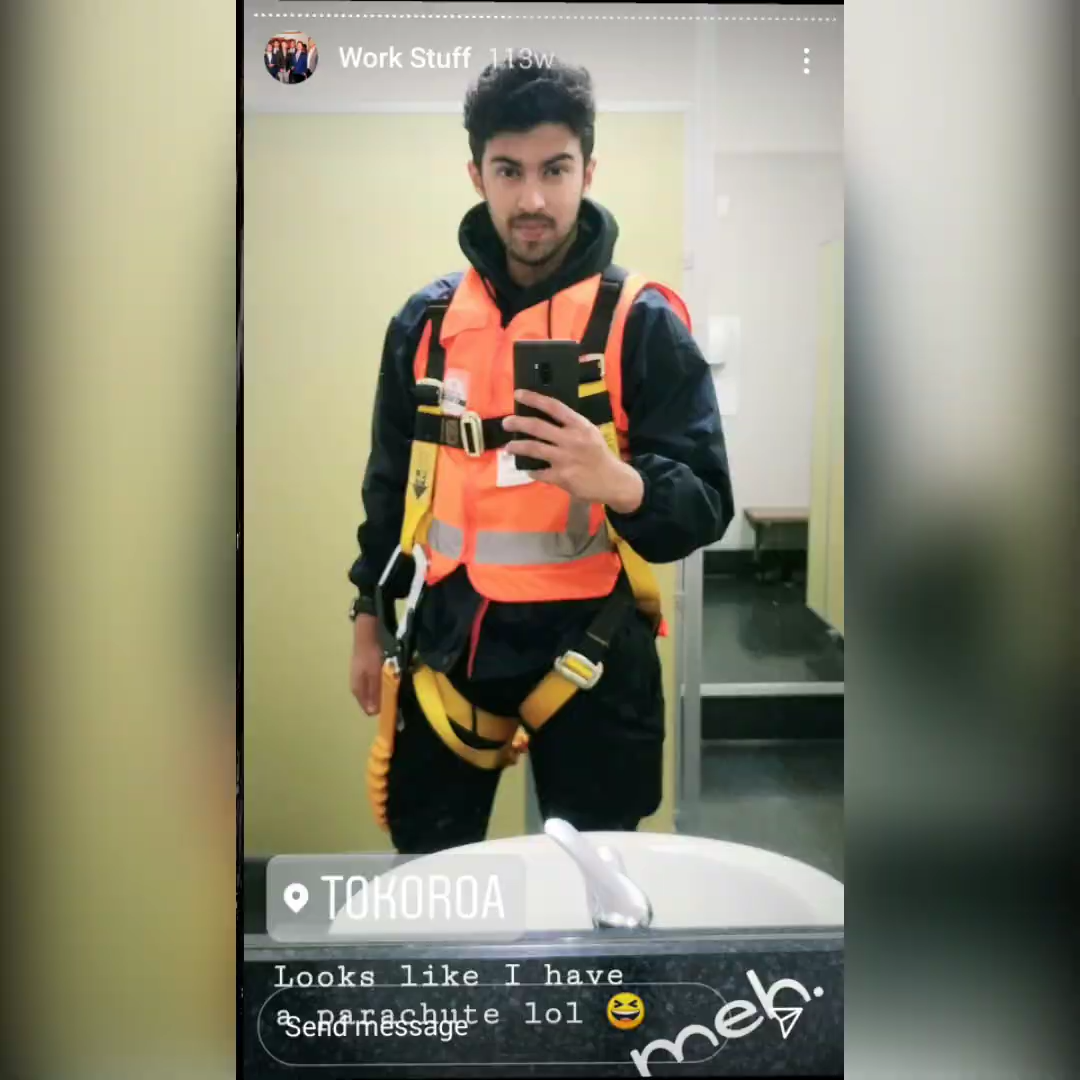 Work Stuff 113w
TOKOROA
Looks like I have
a parachute lol 😆
meh.
Send message